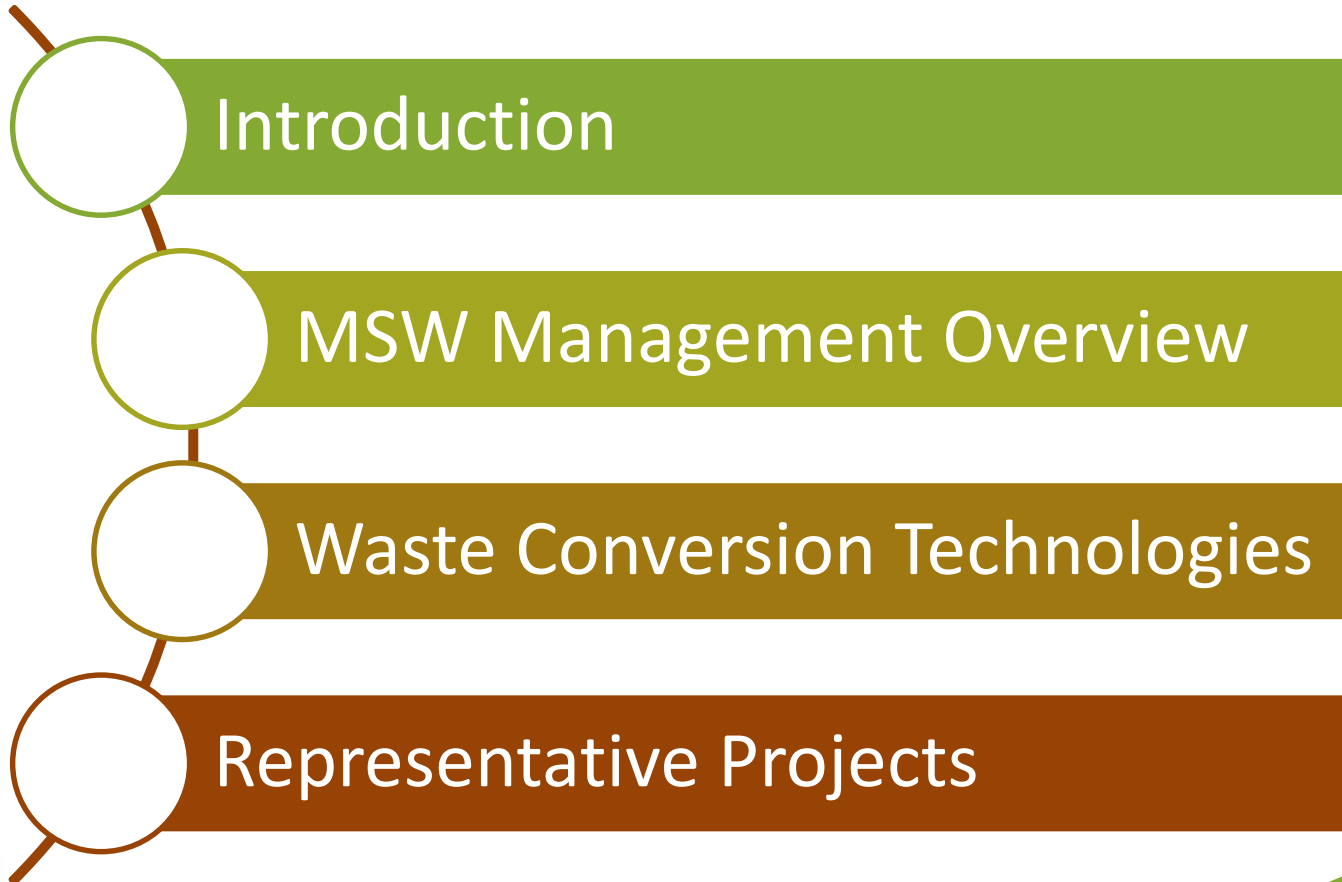 Introduction
MSW Management Overview
Waste Conversion Technologies
Representative Projects